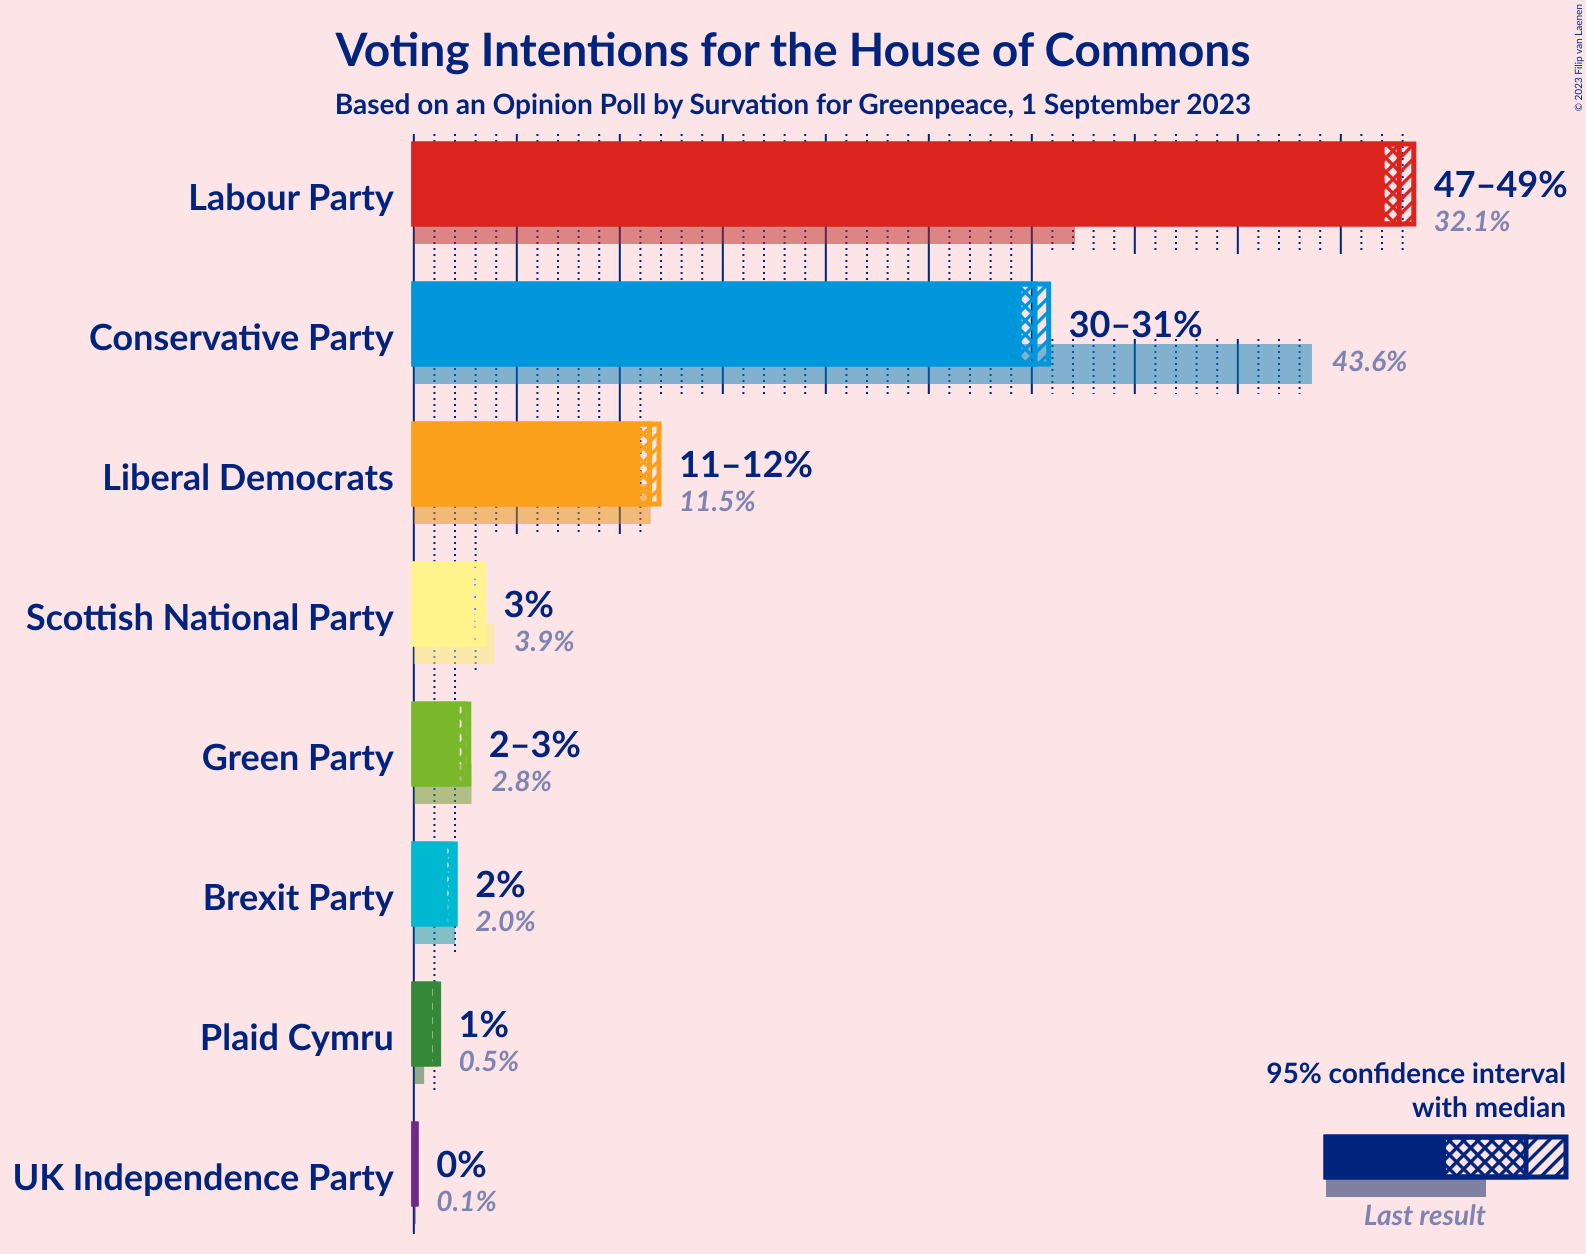 Voting Intentions for the House of Commons
Based on an Opinion Poll by Survation for Greenpeace, 1 September 2023
© 2023 Filip van Laenen
Labour Party
47–49%
32.1%
Conservative Party
30–31%
43.6%
Liberal Democrats
11–12%
11.5%
Scottish National Party
3%
3.9%
Green Party
2–3%
2.8%
Brexit Party
2%
2.0%
Plaid Cymru
1%
0.5%
UK Independence Party
0%
0.1%
95% confidence interval
with median
Last result